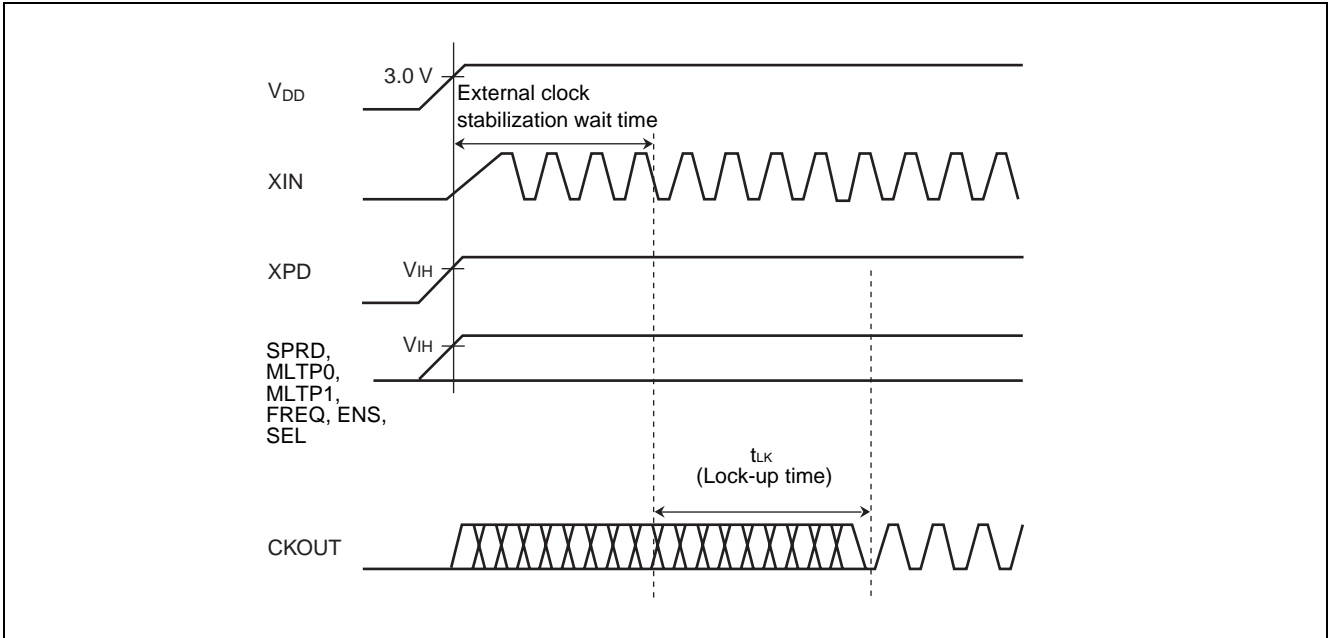 3.0 V
VDD
External clock
stabilization wait time
XIN
XPD
VIH
VIH
SPRD,
MLTP0,
MLTP1,
FREQ, ENS,
SEL
tLK
(Lock-up time)
CKOUT